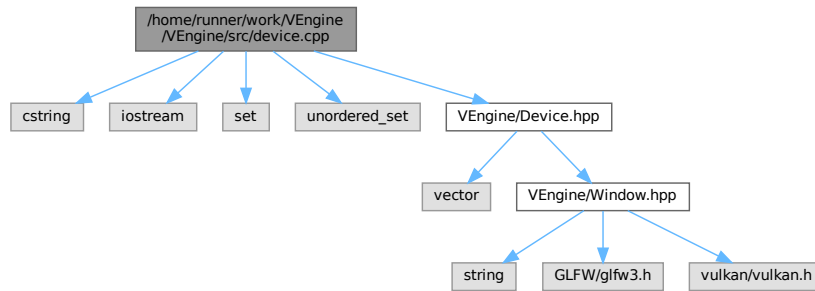 /home/runner/work/VEngine
/VEngine/src/device.cpp
cstring
iostream
set
unordered_set
VEngine/Device.hpp
vector
VEngine/Window.hpp
string
GLFW/glfw3.h
vulkan/vulkan.h